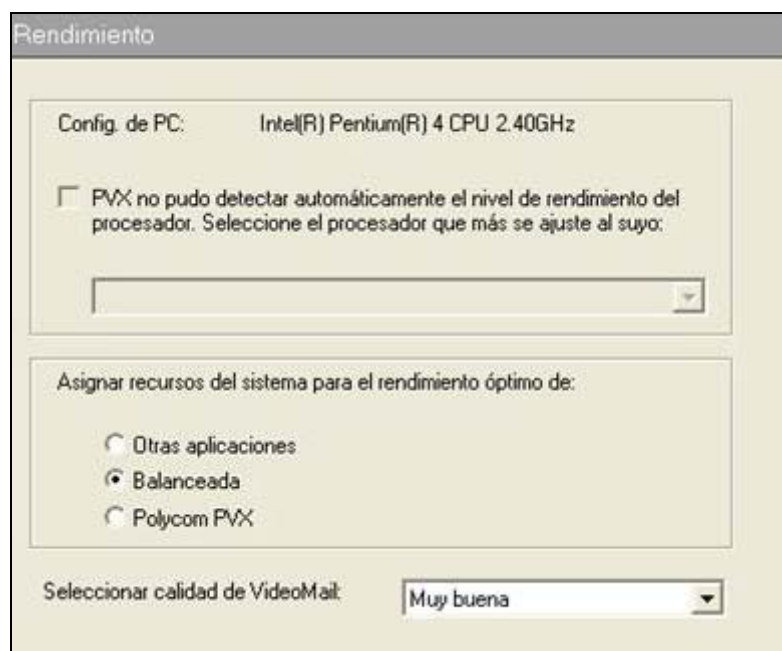 Rendimiento
Config. de PC: Intel(R) Pentium(R) 4 CPU 2.40GHz
PVX no pudo detectar automáticamente el nivel de rendimiento del
procesador. Seleccione el procesador que más se ajuste al suyo:
Asignar recursos del sistema para el rendimiento óptimo de:
Otras aplicaciones
Balanceada
Polycom PVX
Seleccionar calidad de VideoMail: Muy buena